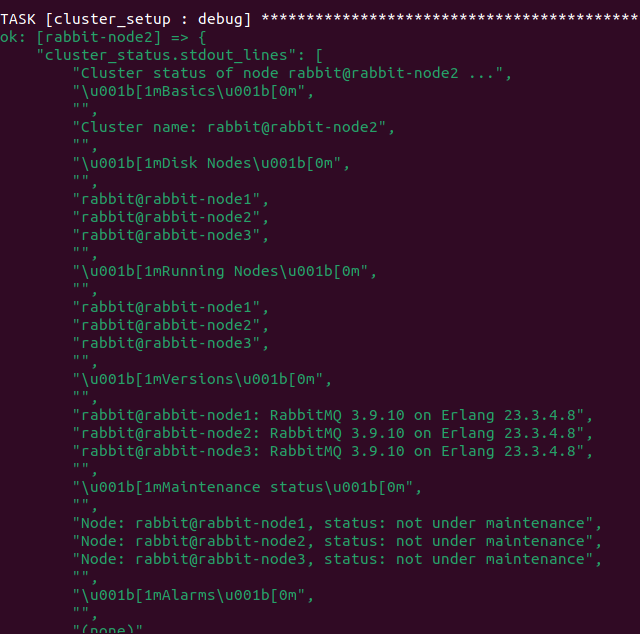 TASK [cluster_setup : debug] ******************************************
ok: [rabbit-node2] => {
    "cluster_status.stdout_lines": [
        "Cluster status of node rabbit@rabbit-node2 ...",
        "\u001b[1mBasics\u001b[0m",
        "",
        "Cluster name: rabbit@rabbit-node2",
        "",
        "\u001b[1mDisk Nodes\u001b[0m",
        "",
        "rabbit@rabbit-node1",
        "rabbit@rabbit-node2",
        "rabbit@rabbit-node3",
        "",
        "\u001b[1mRunning Nodes\u001b[0m",
        "",
        "rabbit@rabbit-node1",
        "rabbit@rabbit-node2",
        "rabbit@rabbit-node3",
        "",
        "\u001b[1mVersions\u001b[0m",
        "",
        "rabbit@rabbit-node1: RabbitMQ 3.9.10 on Erlang 23.3.4.8",
        "rabbit@rabbit-node2: RabbitMQ 3.9.10 on Erlang 23.3.4.8",
        "rabbit@rabbit-node3: RabbitMQ 3.9.10 on Erlang 23.3.4.8",
        "",
        "\u001b[1mMaintenance status\u001b[0m",
        "",
        "Node: rabbit@rabbit-node1, status: not under maintenance",
        "Node: rabbit@rabbit-node2, status: not under maintenance",
        "Node: rabbit@rabbit-node3, status: not under maintenance",
        "",
        "\u001b[1mAlarms\u001b[0m",
        "",
        "(none)"